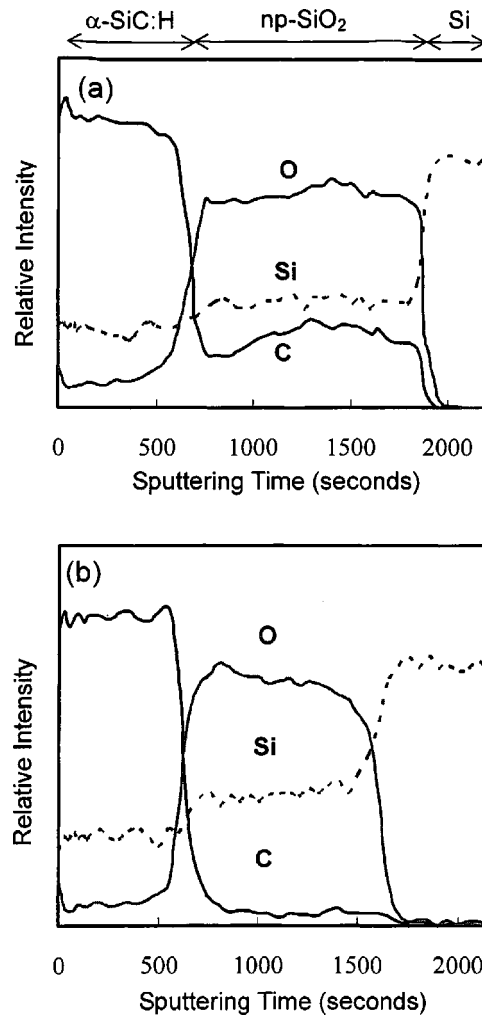 α-SiC:H np-SiO₂ Si
(a)
O
Si
C
Relative Intensity
0 500 1000 1500 2000
Sputtering Time (seconds)
(b)
O
Si
C
Relative Intensity
0 500 1000 1500 2000
Sputtering Time (seconds)